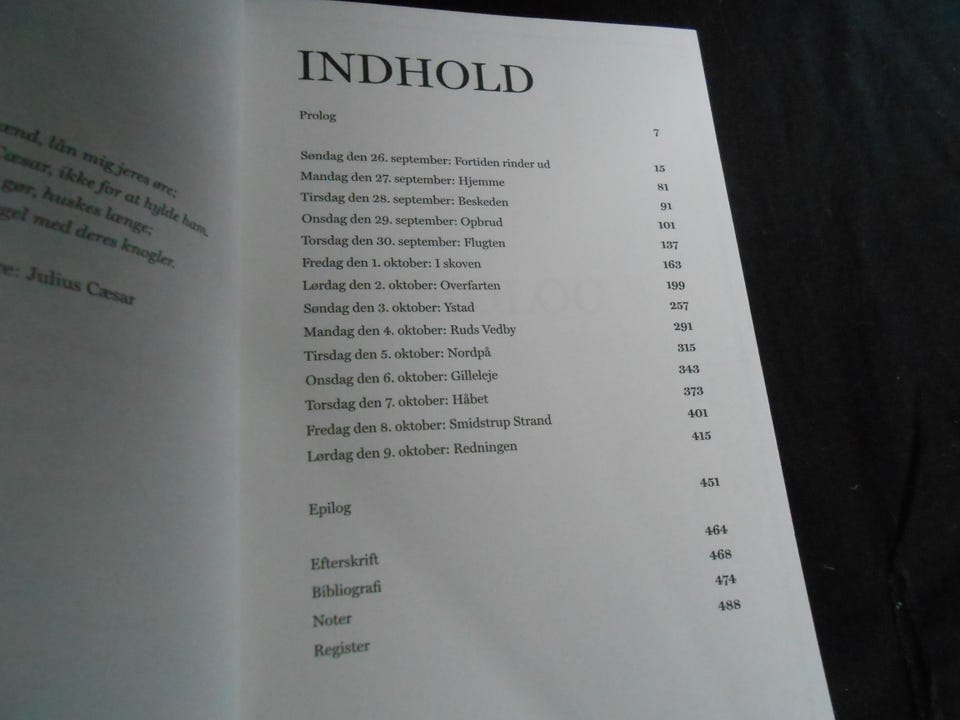 lån mig jeres øre;
Cæsar, ikke for at hylde ham.
gør, huskes længe;
med deres knogler.
Julius Cæsar
INDHOLD
Prolog 7
Søndag den 26. september: Fortiden rinder ud 15
Mandag den 27. september: Hjemme 81
Tirsdag den 28. september: Beskeden 91
Onsdag den 29. september: Opbrud 101
Torsdag den 30. september: Flugten 137
Fredag den 1. oktober: I skoven 163
Lørdag den 2. oktober: Overfarten 199
Søndag den 3. oktober: Ystad 257
Mandag den 4. oktober: Ruds Vedby 291
Tirsdag den 5. oktober: Nordpå 315
Onsdag den 6. oktober: Gilleleje 343
Torsdag den 7. oktober: Håbet 373
Fredag den 8. oktober: Smidstrup Strand 401
Lørdag den 9. oktober: Redningen 415
Epilog 451
Efterskrift 464
Bibliografi 468
Noter 474
Register 488